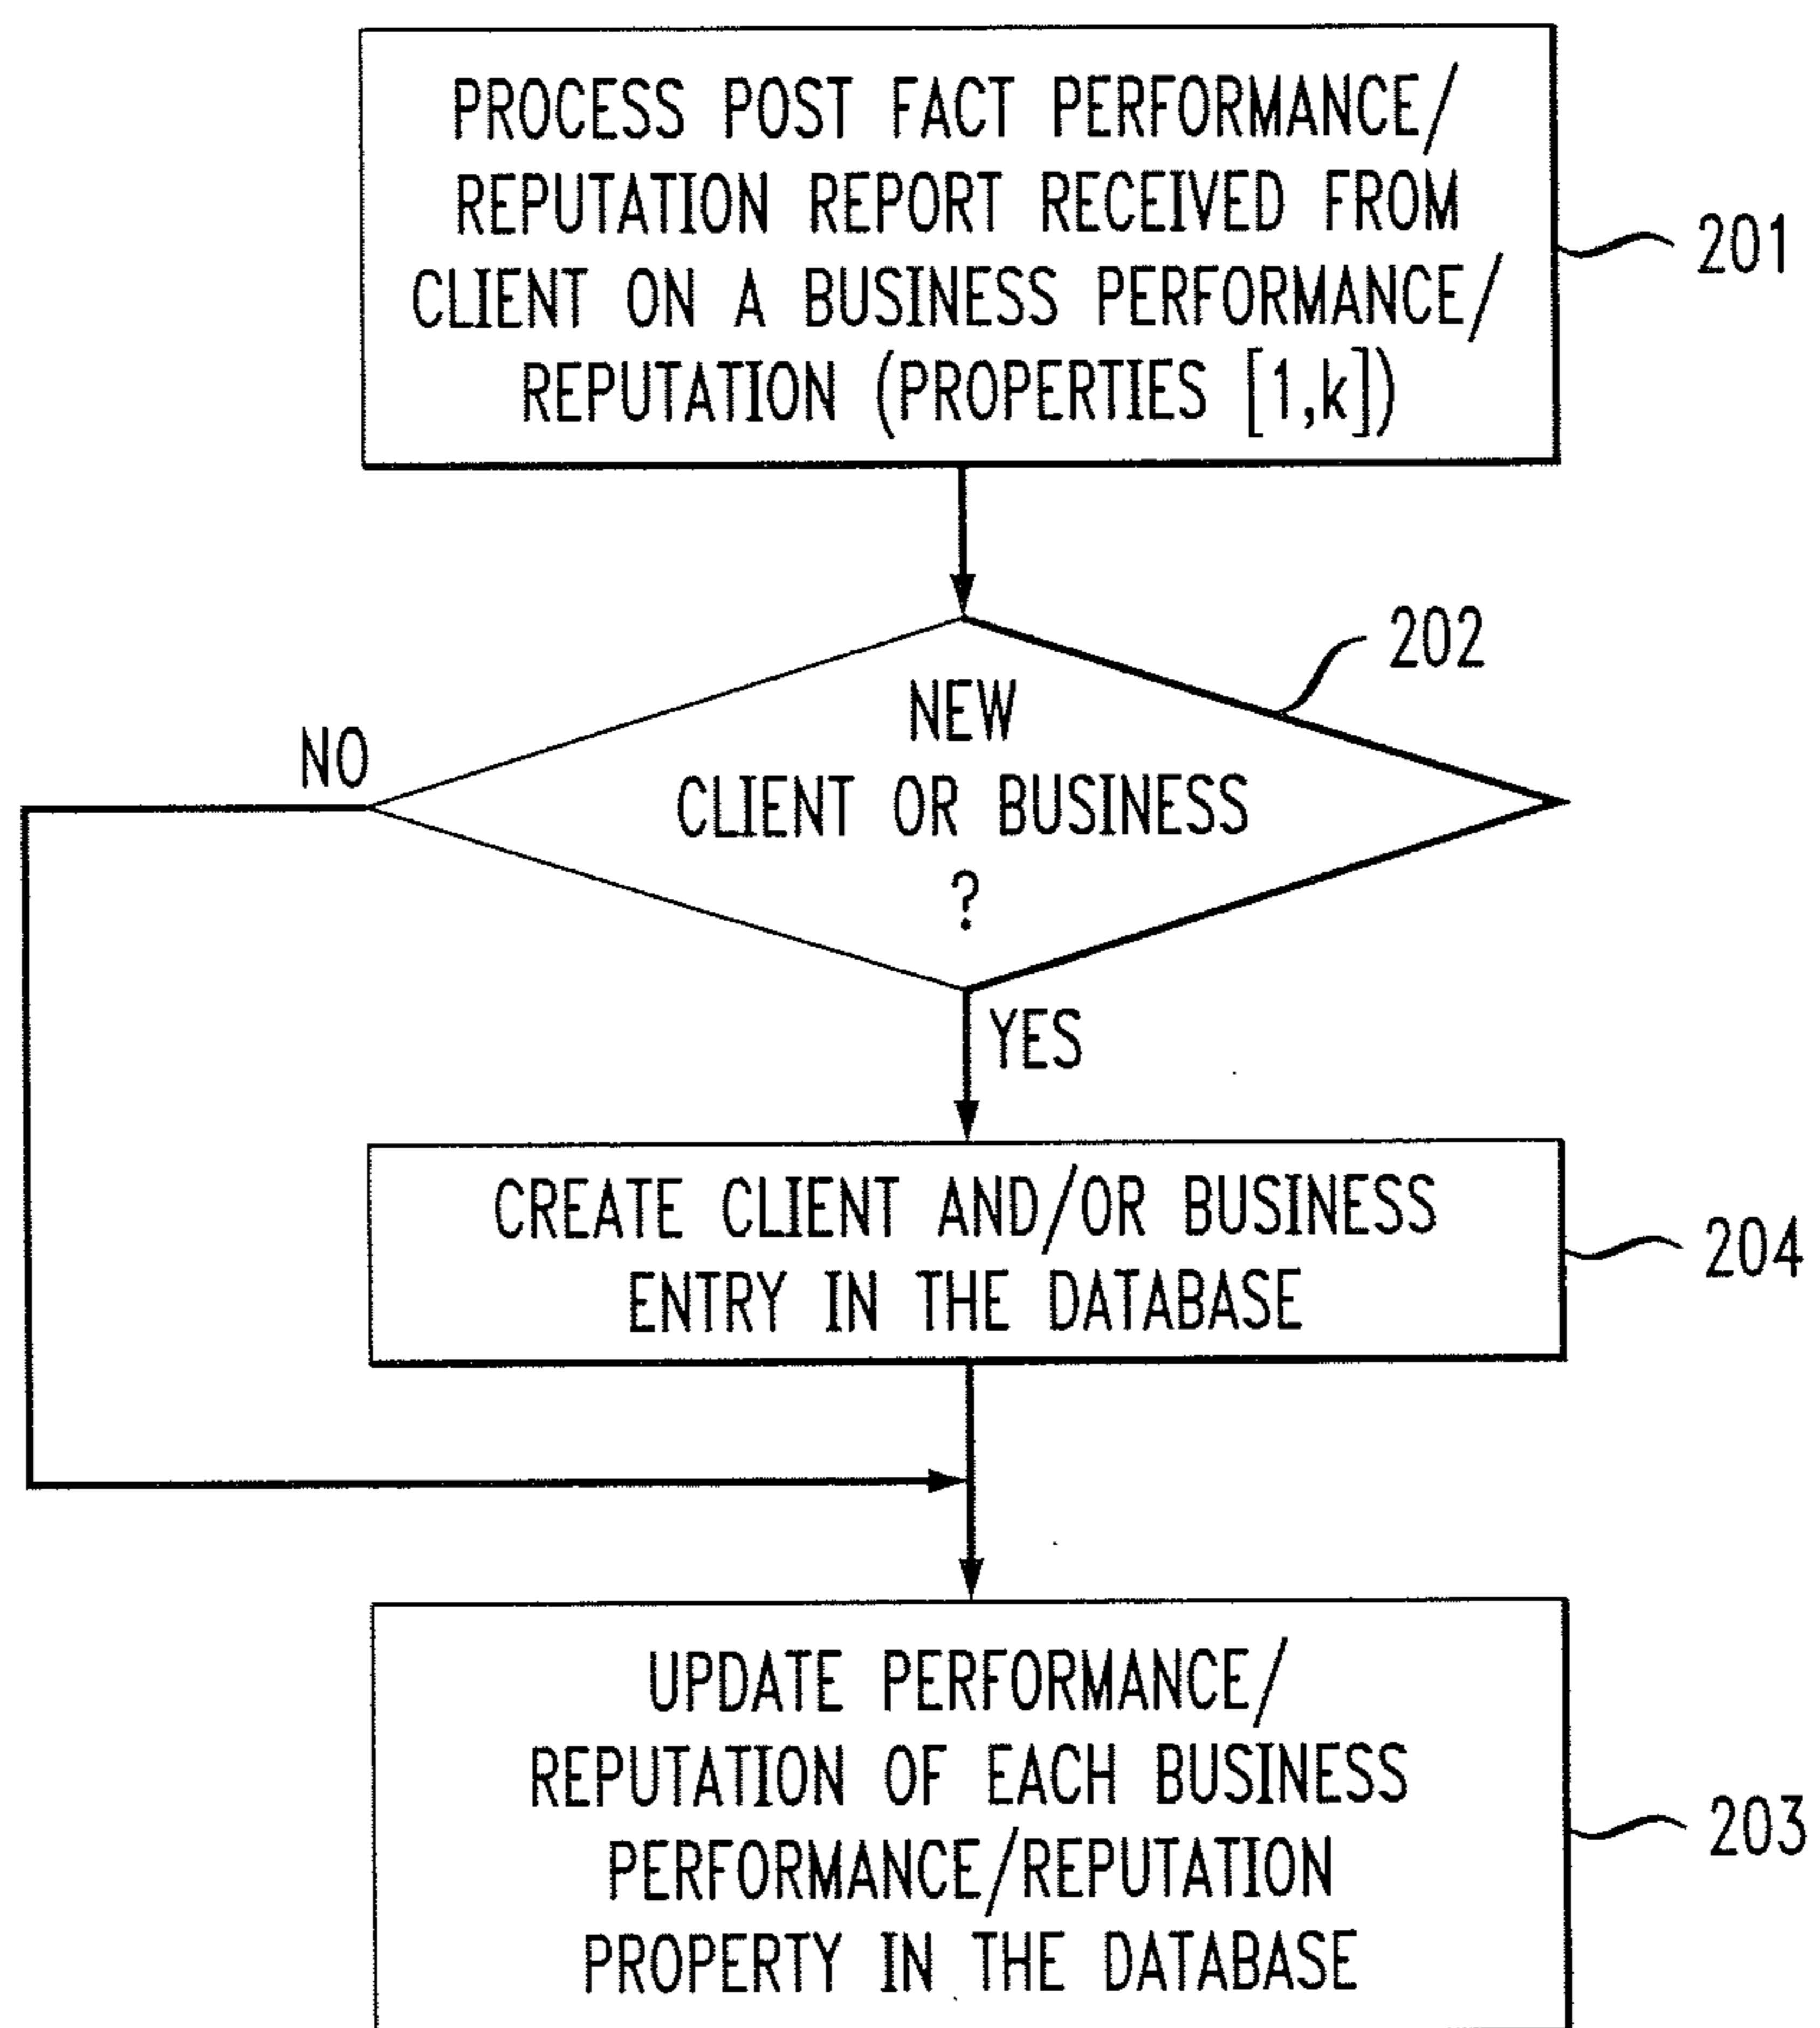 PROCESS POST FACT PERFORMANCE/
REPUTATION REPORT RECEIVED FROM
CLIENT ON A BUSINESS PERFORMANCE/
REPUTATION (PROPERTIES [1,k])
201
202
NEW
CLIENT OR BUSINESS
?
NO
YES
CREATE CLIENT AND/OR BUSINESS
ENTRY IN THE DATABASE
204
UPDATE PERFORMANCE/
REPUTATION OF EACH BUSINESS
PERFORMANCE/REPUTATION
PROPERTY IN THE DATABASE
203